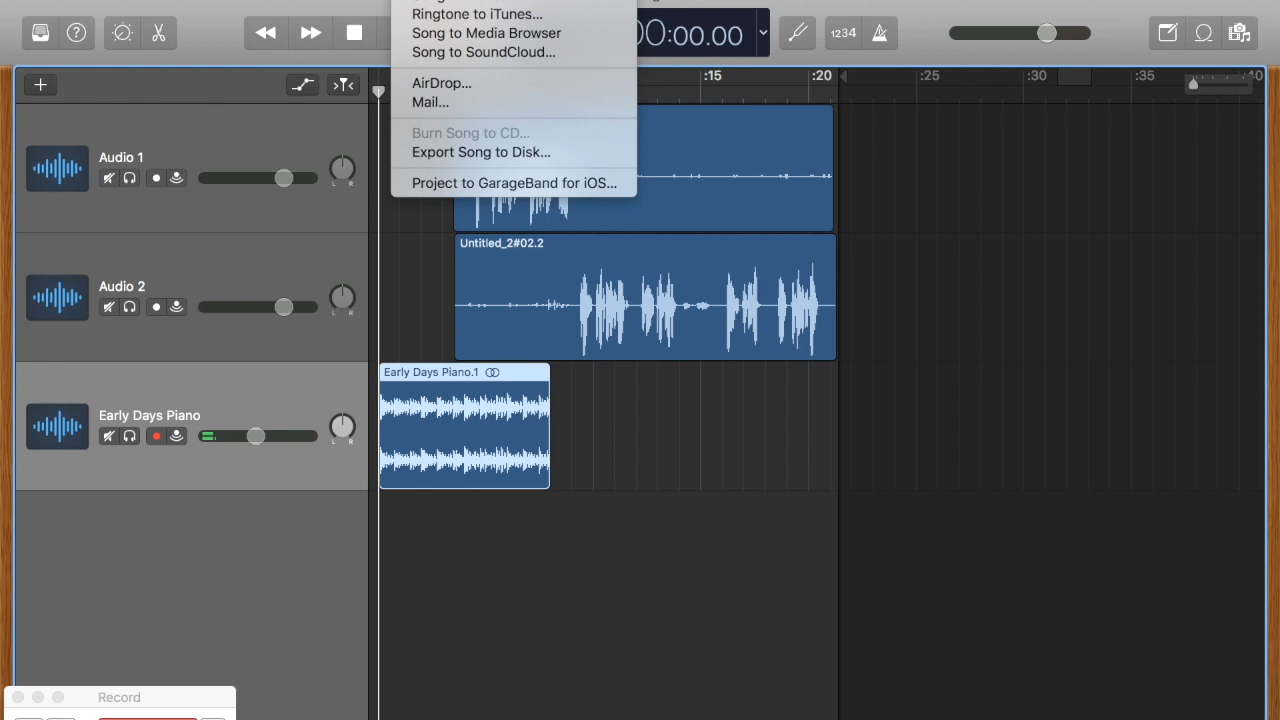 Ringtone to iTunes...
Song to Media Browser
Song to SoundCloud...
AirDrop...
Mail...
Burn Song to CD...
Export Song to Disk...
Project to GarageBand for iOS...
00:00.00
1234
:15
:20
:25
:30
:35
:40
Audio 1
L R
Untitled_2#02.2
Audio 2
L R
Early Days Piano.1
Early Days Piano
L R
Record